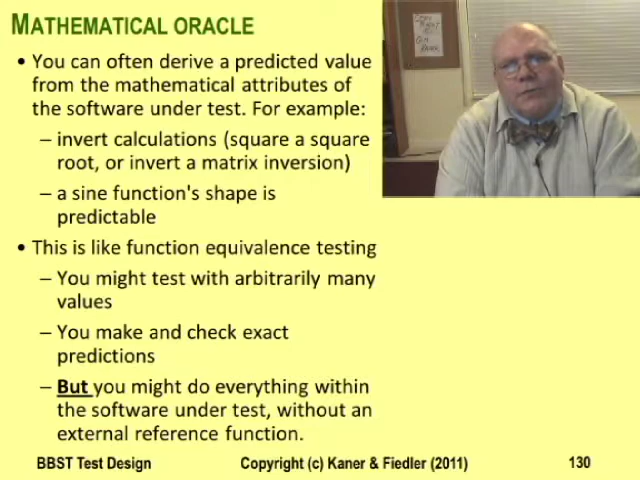 MATHEMATICAL ORACLE
• You can often derive a predicted value
from the mathematical attributes of
the software under test. For example:
– invert calculations (square a square
root, or invert a matrix inversion)
– a sine function's shape is
predictable
• This is like function equivalence testing
– You might test with arbitrarily many
values
– You make and check exact
predictions
– But you might do everything within
the software under test, without an
external reference function.
BBST Test Design Copyright (c) Kaner & Fiedler (2011) 130